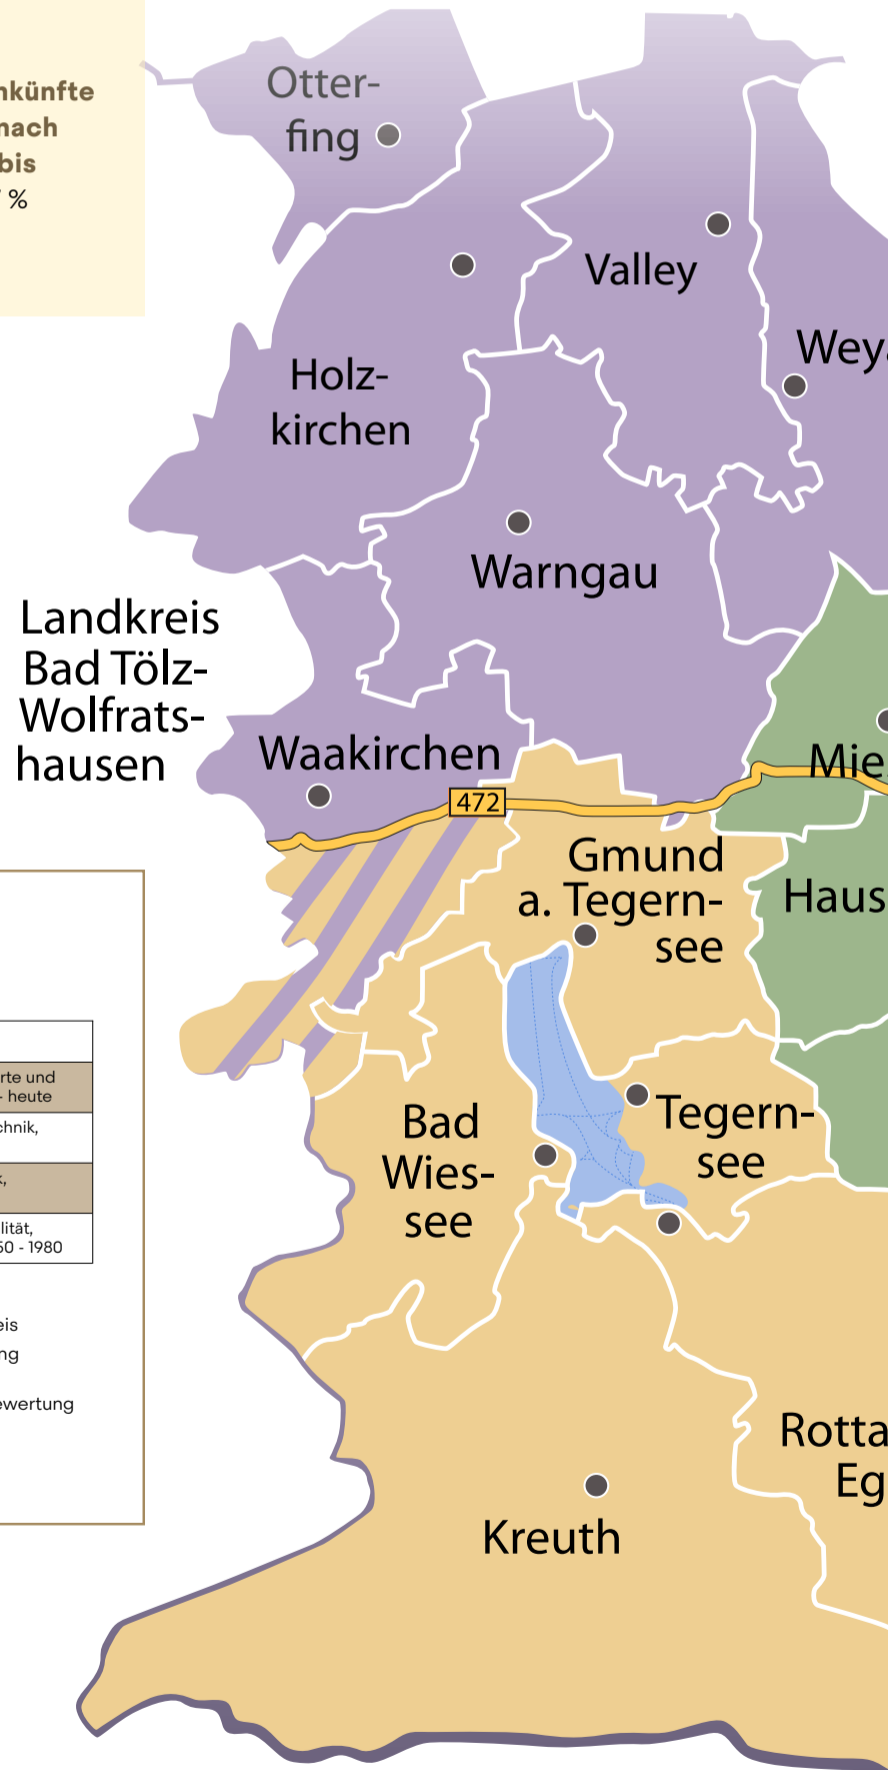 nkünfte
nach
bis
%
Otter-
fing
Valley
Holz-
kirchen
Wey
Warngau
Landkreis
Bad Tölz-
Wolfrats-
hausen
Waakirchen
472
Mie
Gmund
a. Tegern-
see
Haus
rte und
- heute
chnik,
lität,
50 - 1980
eis
ng
ewertung
Bad
Wies-
see
Tegern-
see
Rotta
Eg
Kreuth